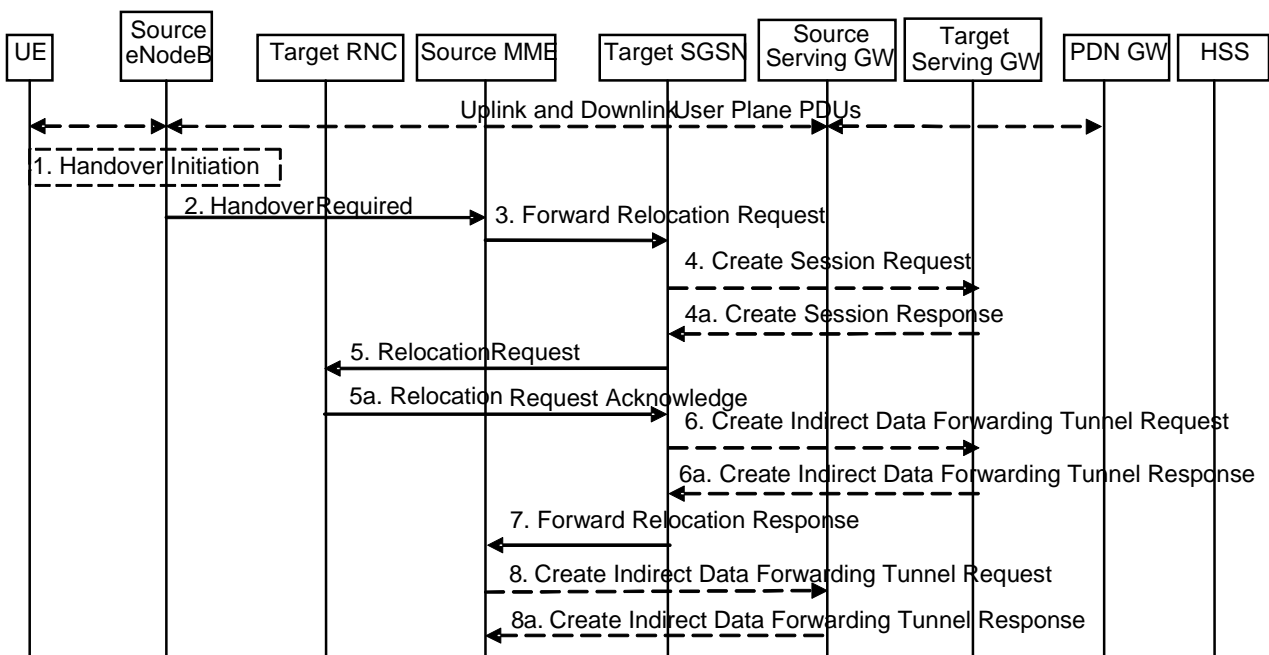 UE
Source
eNodeB
Target RNC
Source MME
Target SGSN
Source
Serving GW
Target
Serving GW
PDN GW
HSS
Uplink and Downlink User Plane PDUs
1. Handover Initiation
2. Handover Required
3. Forward Relocation Request
4. Create Session Request
4a. Create Session Response
5. Relocation Request
5a. Relocation Request Acknowledge
6. Create Indirect Data Forwarding Tunnel Request
6a. Create Indirect Data Forwarding Tunnel Response
7. Forward Relocation Response
8. Create Indirect Data Forwarding Tunnel Request
8a. Create Indirect Data Forwarding Tunnel Response